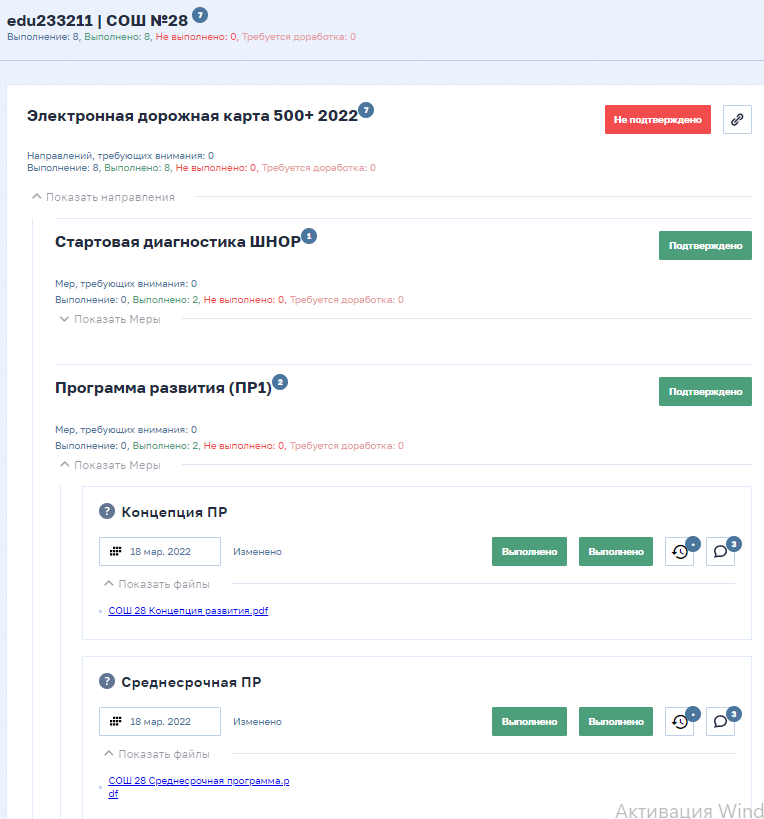 edu233211 | СОШ №28 7
Выполнение: 8, Выполнено: 8, Не выполнено: 0, Требуется доработка: 0
Электронная дорожная карта 500+ 2022 7
Не подтверждено
Направлений, требующих внимания: 0
Выполнение: 8, Выполнено: 8, Не выполнено: 0, Требуется доработка: 0
Показать направления
Стартовая диагностика ШНОР 1
Подтверждено
Мер, требующих внимания: 0
Выполнение: 0, Выполнено: 2, Не выполнено: 0, Требуется доработка: 0
Показать Меры
Программа развития (ПР1) 2
Подтверждено
Мер, требующих внимания: 0
Выполнение: 0, Выполнено: 2, Не выполнено: 0, Требуется доработка: 0
Показать Меры
? Концепция ПР
18 мар. 2022 Изменено Выполнено Выполнено 3
Показать файлы
СОШ 28 Концепция развития.pdf
? Среднесрочная ПР
18 мар. 2022 Изменено Выполнено Выполнено 3
Показать файлы
СОШ 28 Среднесрочная программа.p
df
Активация Wind